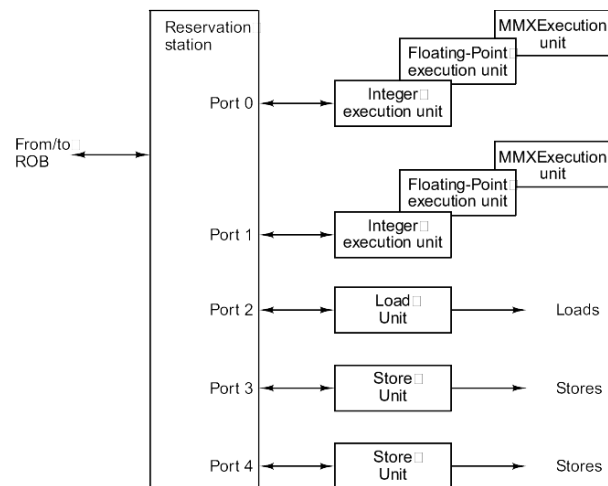 Reservation
station
MMXExecution
unit
Floating-Point
execution unit
Port 0
Integer
execution unit
From/to
ROB
MMXExecution
unit
Floating-Point
execution unit
Port 1
Integer
execution unit
Port 2
Load
Unit
Loads
Port 3
Store
Unit
Stores
Port 4
Store
Unit
Stores